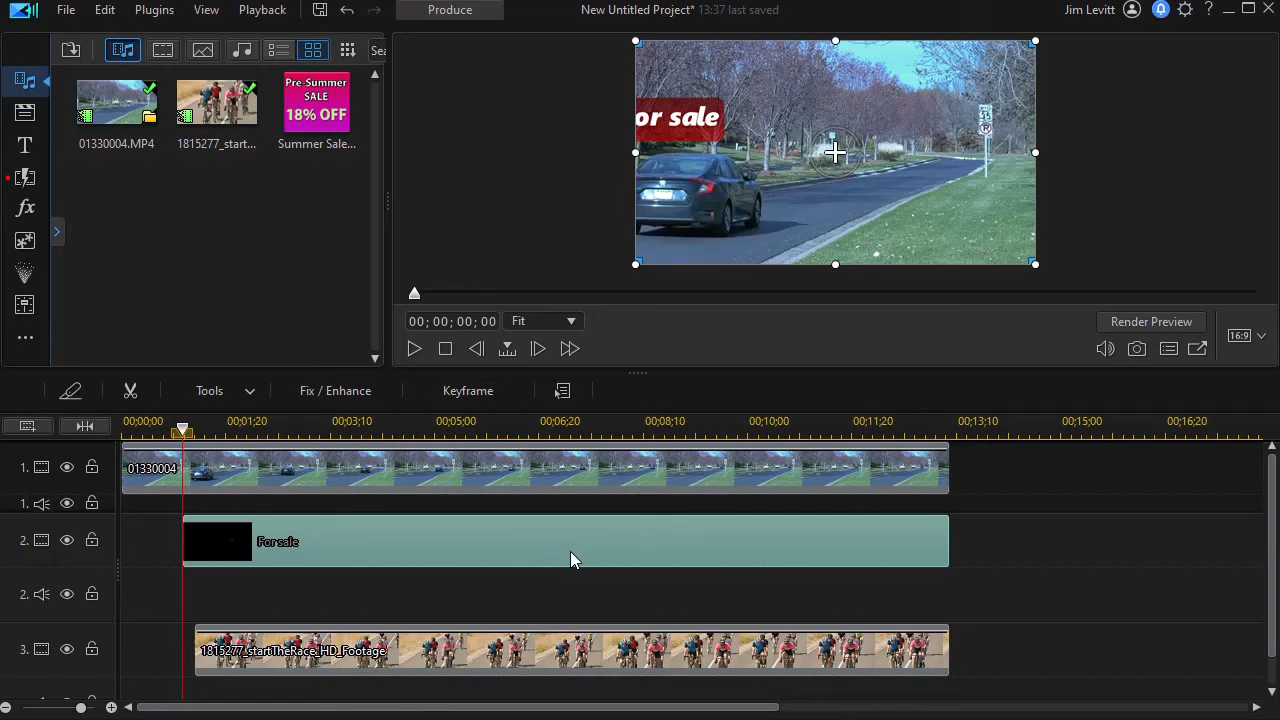 File Edit Plugins View Playback Produce New Untitled Project* 13:37 last saved Jim Levitt ?
Sea
Pre-Summer
SALE
18% OFF
01330004.MP4 1815277_start... Summer Sale...
or sale
T
fx
00; 00; 00; 00 Fit Render Preview
16:9
Tools Fix / Enhance Keyframe
00;00;00 00;01;20 00;03;10 00;05;00 00;06;20 00;08;10 00;10;00 00;11;20 00;13;10 00;15;00 00;16;20
1. 01330004
1.
2. For sale
2.
3. 1815277_startTheRace_HD_Footage